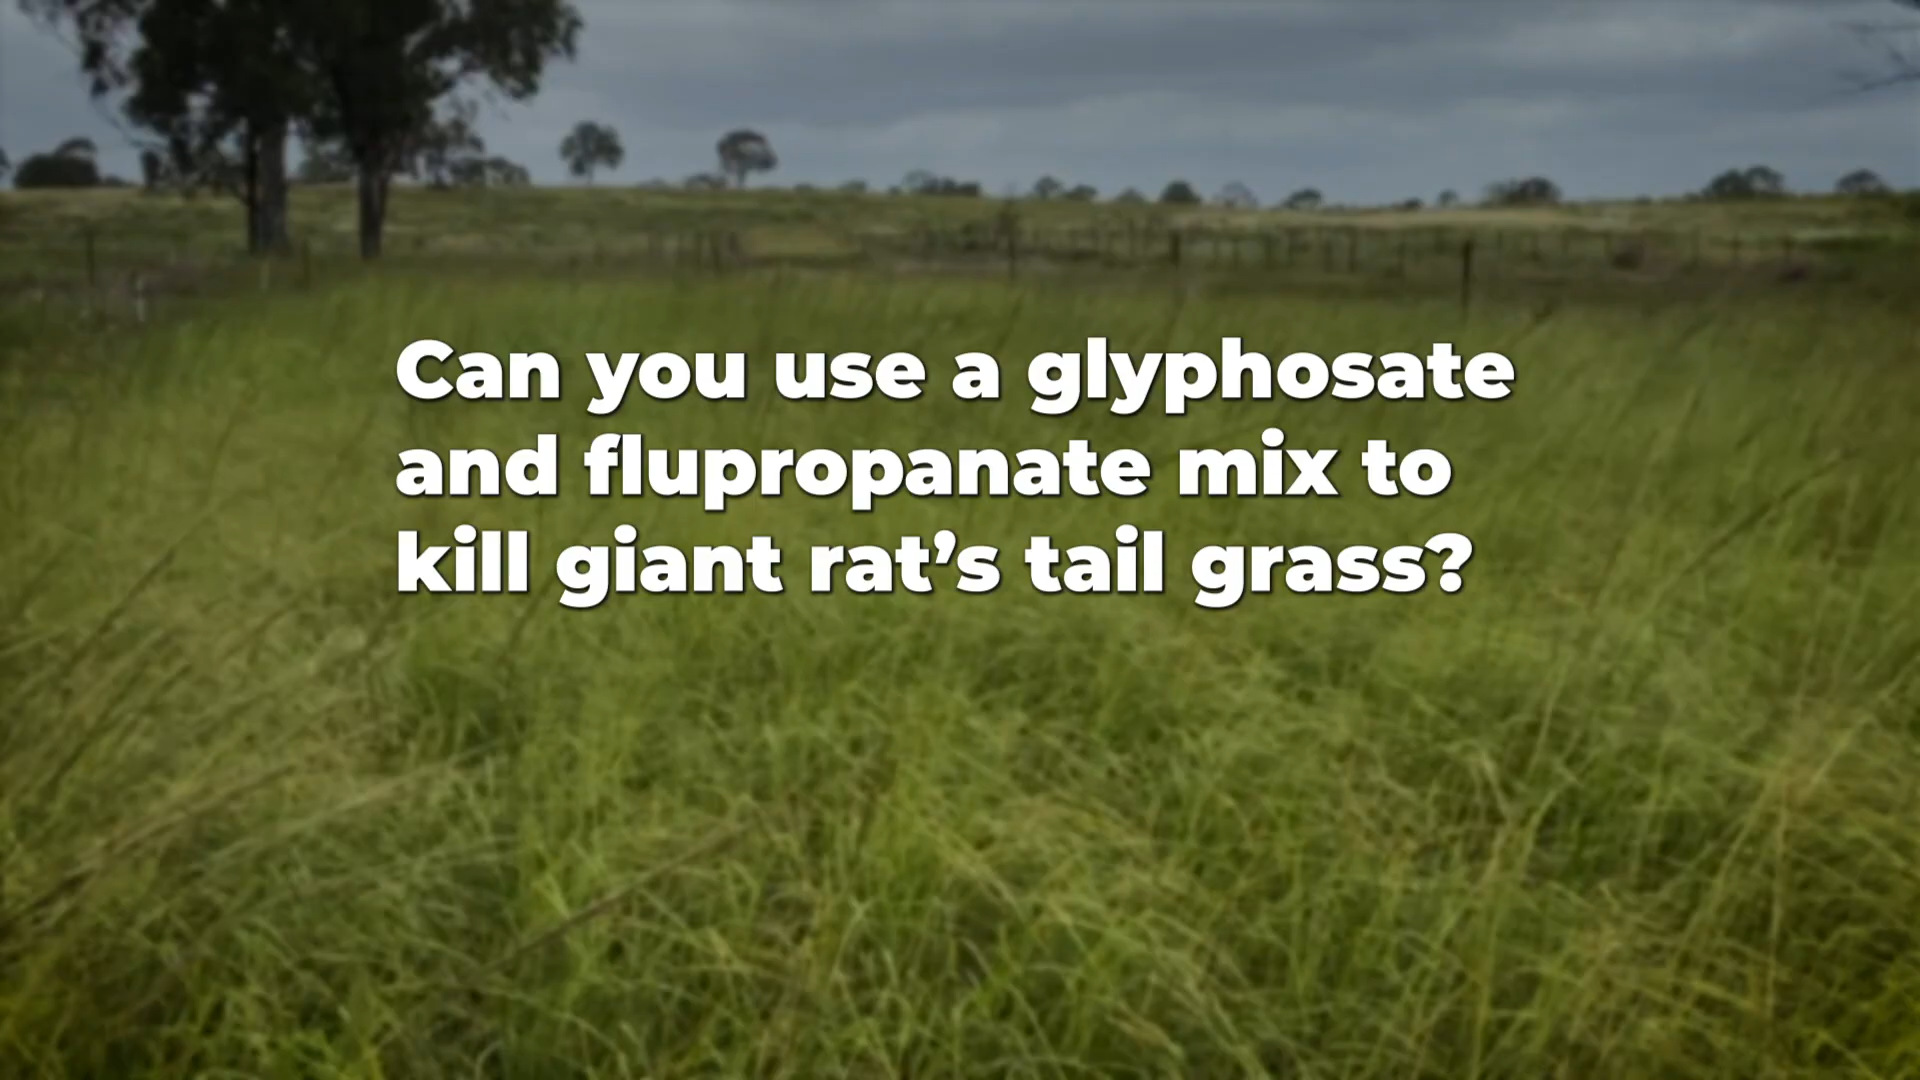 Can you use a glyphosate
and flupropanate mix to
kill giant rat’s tail grass?